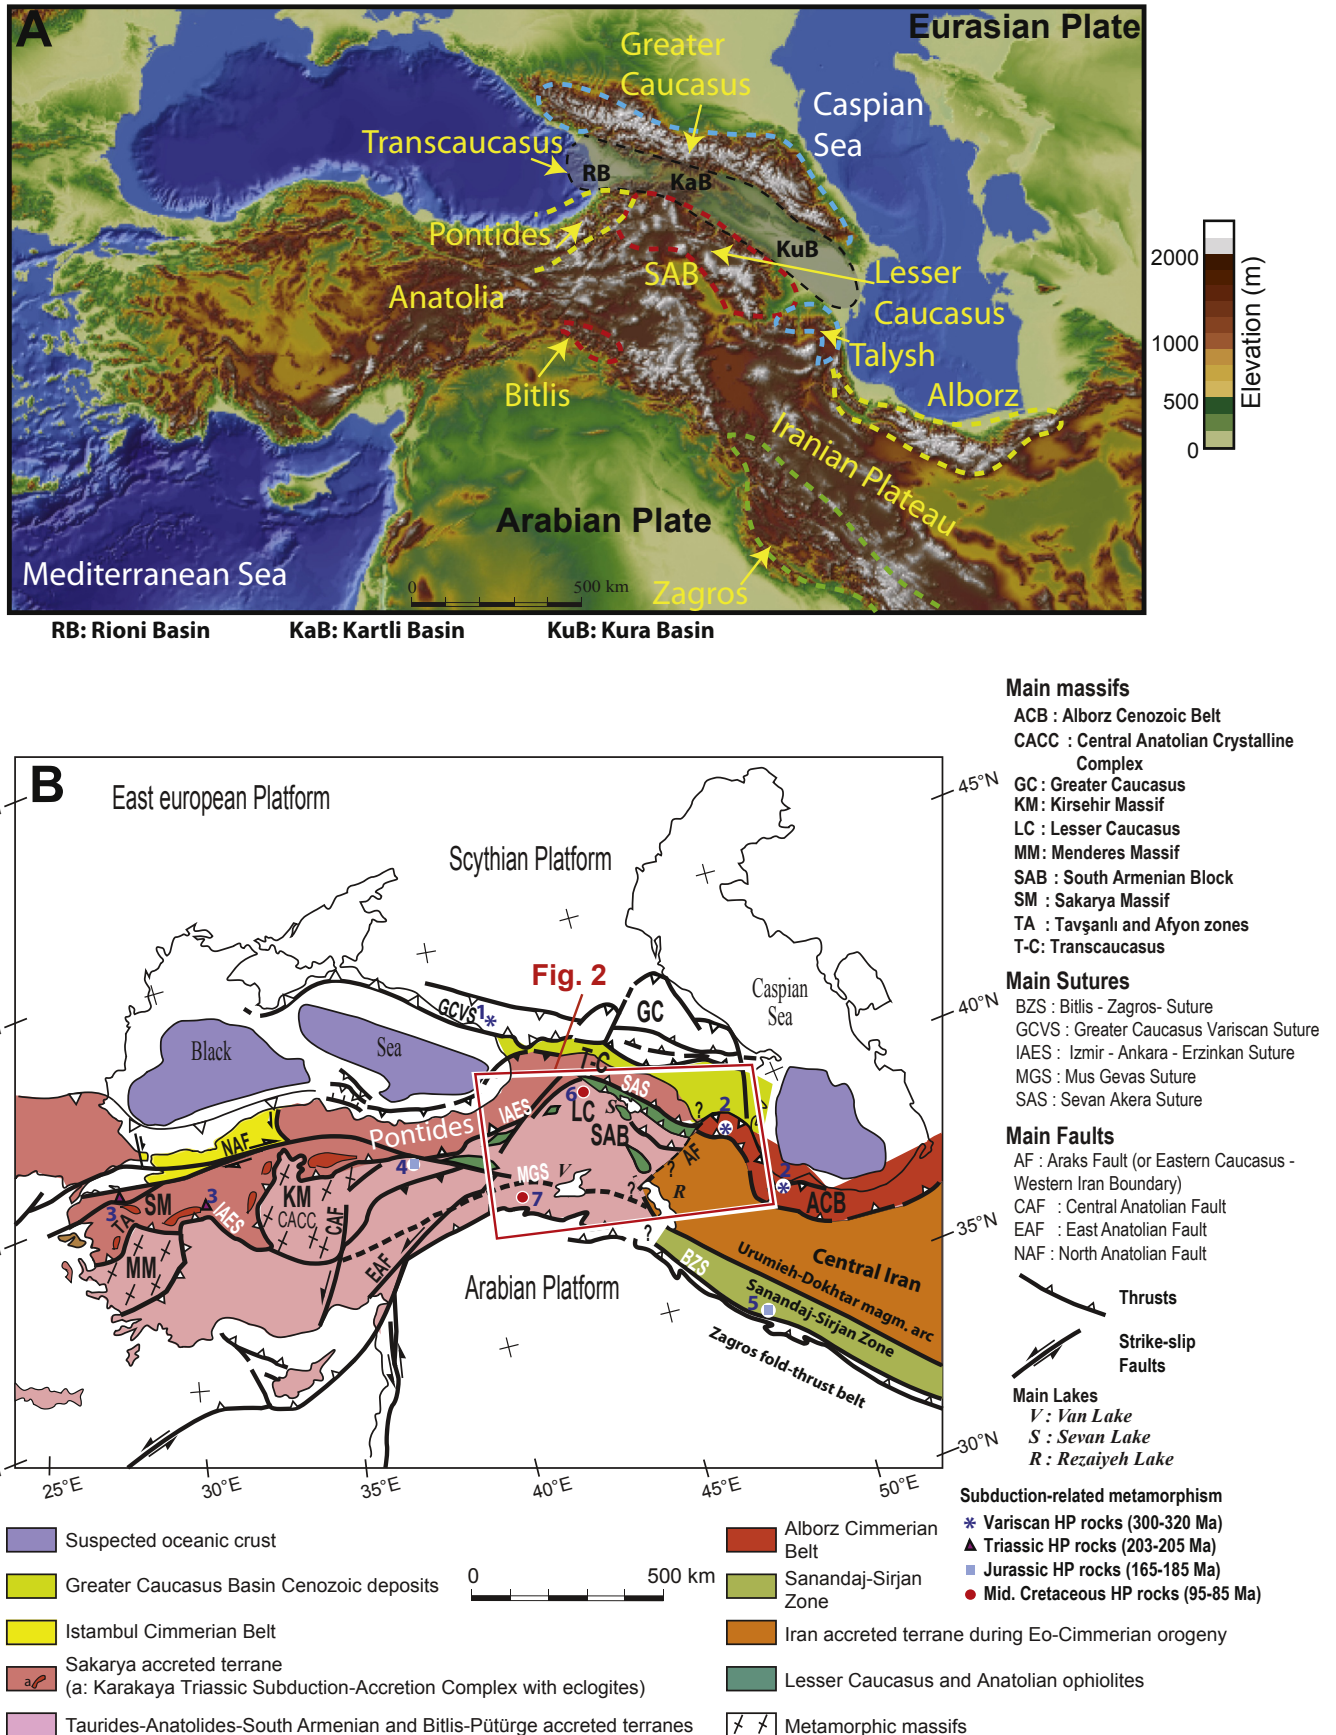 A
Eurasian Plate
Greater
Caucasus
Caspian
Sea
Transcaucasus
RB
KaB
Pontides
KuB
SAB
Lesser
Caucasus
Anatolia
Talysh
Bitlis
Alborz
Iranian Plateau
Arabian Plate
Mediterranean Sea
Zagros
0
500 km
2000
1000
500
0
Elevation (m)
RB: Rioni Basin
KaB: Kartli Basin
KuB: Kura Basin
B
East european Platform
Scythian Platform
Fig. 2
Caspian
Sea
GCVS
1
GC
Black
Sea
T-C
SAS
IAES
6
LC
S
SAB
?
2
NAF
Pontides
4
MGS
V
7
?
?
AF
R
2
ACB
3
SM
3
TA
IAES
KM
CACC
CAF
MM
EAF
Arabian Platform
?
BZS
Central Iran
Urumieh-Dokhtar magm. arc
5
Sanandaj-Sirjan Zone
Zagros fold-thrust belt
45°N
40°N
35°N
30°N
25°E
30°E
35°E
40°E
45°E
50°E
Main massifs
ACB : Alborz Cenozoic Belt
CACC : Central Anatolian Crystalline
Complex
GC : Greater Caucasus
KM : Kirsehir Massif
LC : Lesser Caucasus
MM : Menderes Massif
SAB : South Armenian Block
SM : Sakarya Massif
TA : Tavşanlı and Afyon zones
T-C: Transcaucasus
Main Sutures
BZS : Bitlis - Zagros- Suture
GCVS : Greater Caucasus Variscan Suture
IAES : Izmir - Ankara - Erzinkan Suture
MGS : Mus Gevas Suture
SAS : Sevan Akera Suture
Main Faults
AF : Araks Fault (or Eastern Caucasus -
Western Iran Boundary)
CAF : Central Anatolian Fault
EAF : East Anatolian Fault
NAF : North Anatolian Fault
Thrusts
Strike-slip
Faults
Main Lakes
V : Van Lake
S : Sevan Lake
R : Rezaiyeh Lake
Subduction-related metamorphism
Variscan HP rocks (300-320 Ma)
Triassic HP rocks (203-205 Ma)
Jurassic HP rocks (165-185 Ma)
Mid. Cretaceous HP rocks (95-85 Ma)
Suspected oceanic crust
Greater Caucasus Basin Cenozoic deposits
Istambul Cimmerian Belt
a
Sakarya accreted terrane
(a: Karakaya Triassic Subduction-Accretion Complex with eclogites)
Taurides-Anatolides-South Armenian and Bitlis-Pütürge accreted terranes
0
500 km
Alborz Cimmerian
Belt
Sanandaj-Sirjan
Zone
Iran accreted terrane during Eo-Cimmerian orogeny
Lesser Caucasus and Anatolian ophiolites
Metamorphic massifs